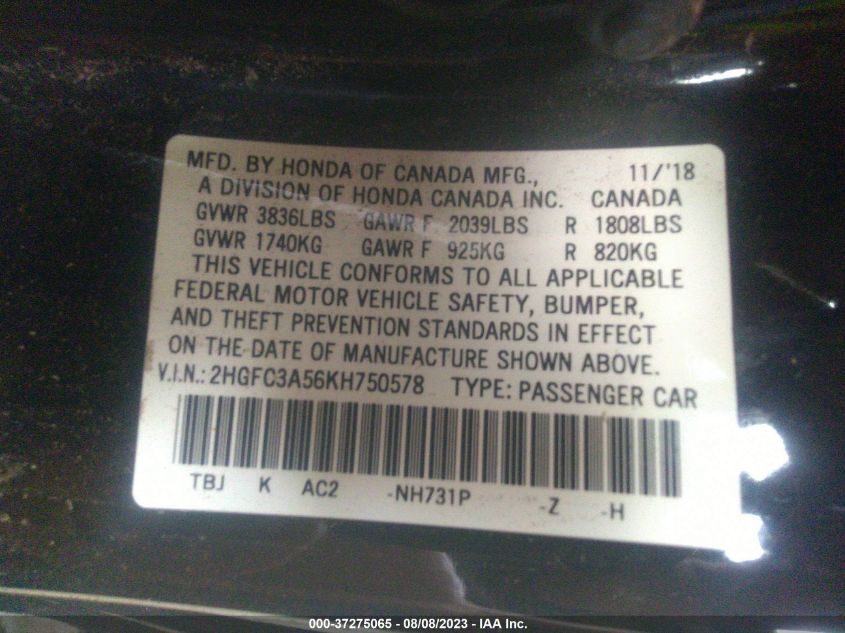 MFD. BY HONDA OF CANADA MFG., 11/'18
A DIVISION OF HONDA CANADA INC. CANADA
GVWR 3836LBS GAWR F 2039LBS R 1808LBS
GVWR 1740KG GAWR F 925KG R 820KG
THIS VEHICLE CONFORMS TO ALL APPLICABLE
FEDERAL MOTOR VEHICLE SAFETY, BUMPER,
AND THEFT PREVENTION STANDARDS IN EFFECT
ON THE DATE OF MANUFACTURE SHOWN ABOVE.
V.I.N.: 2HGFC3A56KH750578 TYPE: PASSENGER CAR
TBJ K AC2 -NH731P -Z -H
000-37275065 - 08/08/2023 - IAA Inc.